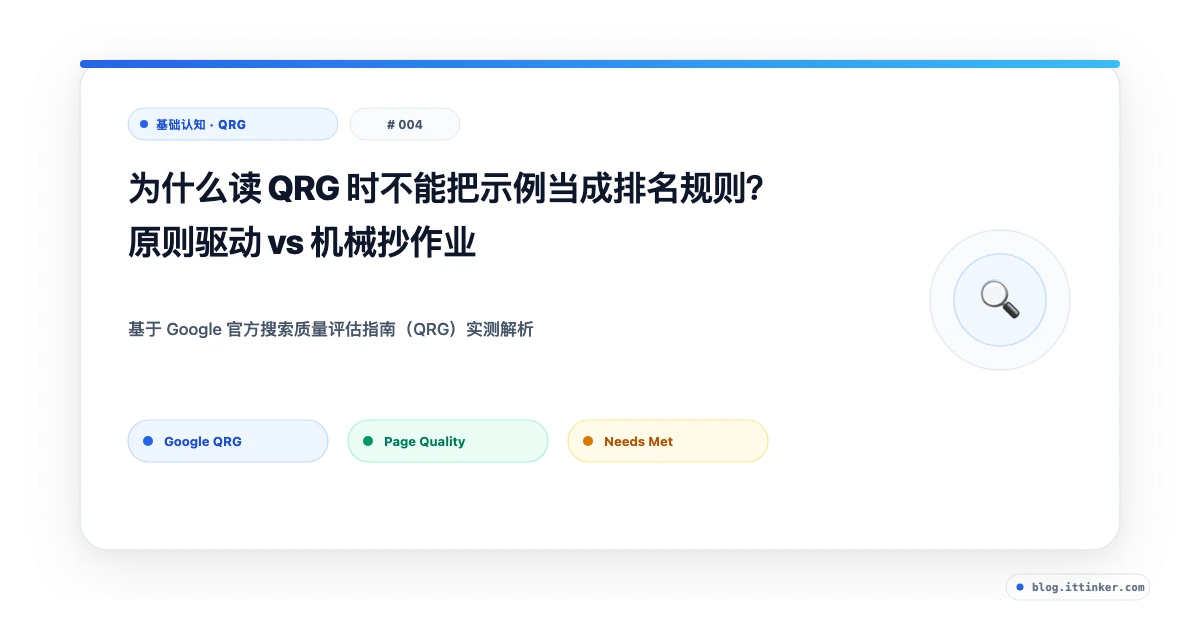 基础认知 · QRG
# 004
为什么读 QRG 时不能把示例当成排名规则?
原则驱动 vs 机械抄作业
基于 Google 官方搜索质量评估指南（QRG）实测解析
Google QRG
Page Quality
Needs Met
blog.ittinker.com